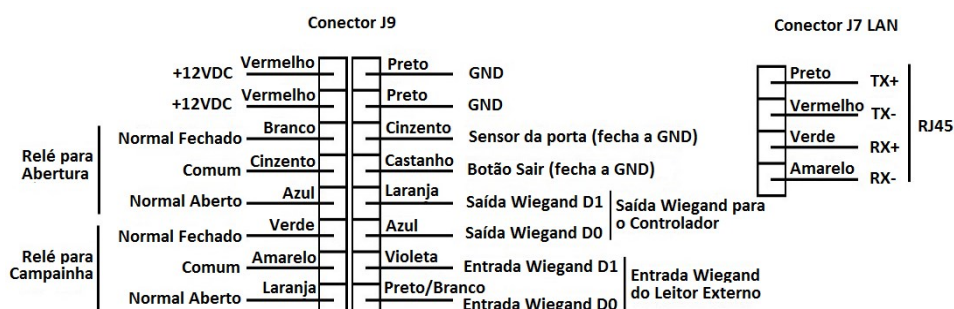 Conector J9
Conector J7 LAN
+12VDC Vermelho Preto GND
+12VDC Vermelho Preto GND
Relé para
Abertura
Normal Fechado Branco Cinzento Sensor da porta (fecha a GND)
Comum Cinzento Castanho Botão Sair (fecha a GND)
Normal Aberto Azul Laranja Saída Wiegand D1
Relé para
Campainha
Normal Fechado Verde Azul Saída Wiegand D0
Saída Wiegand para
o Controlador
Comum Amarelo Violeta Entrada Wiegand D1
Normal Aberto Laranja Preto/Branco Entrada Wiegand D0
Entrada Wiegand
do Leitor Externo
Preto TX+
Vermelho TX-
Verde RX+
Amarelo RX-
RJ45